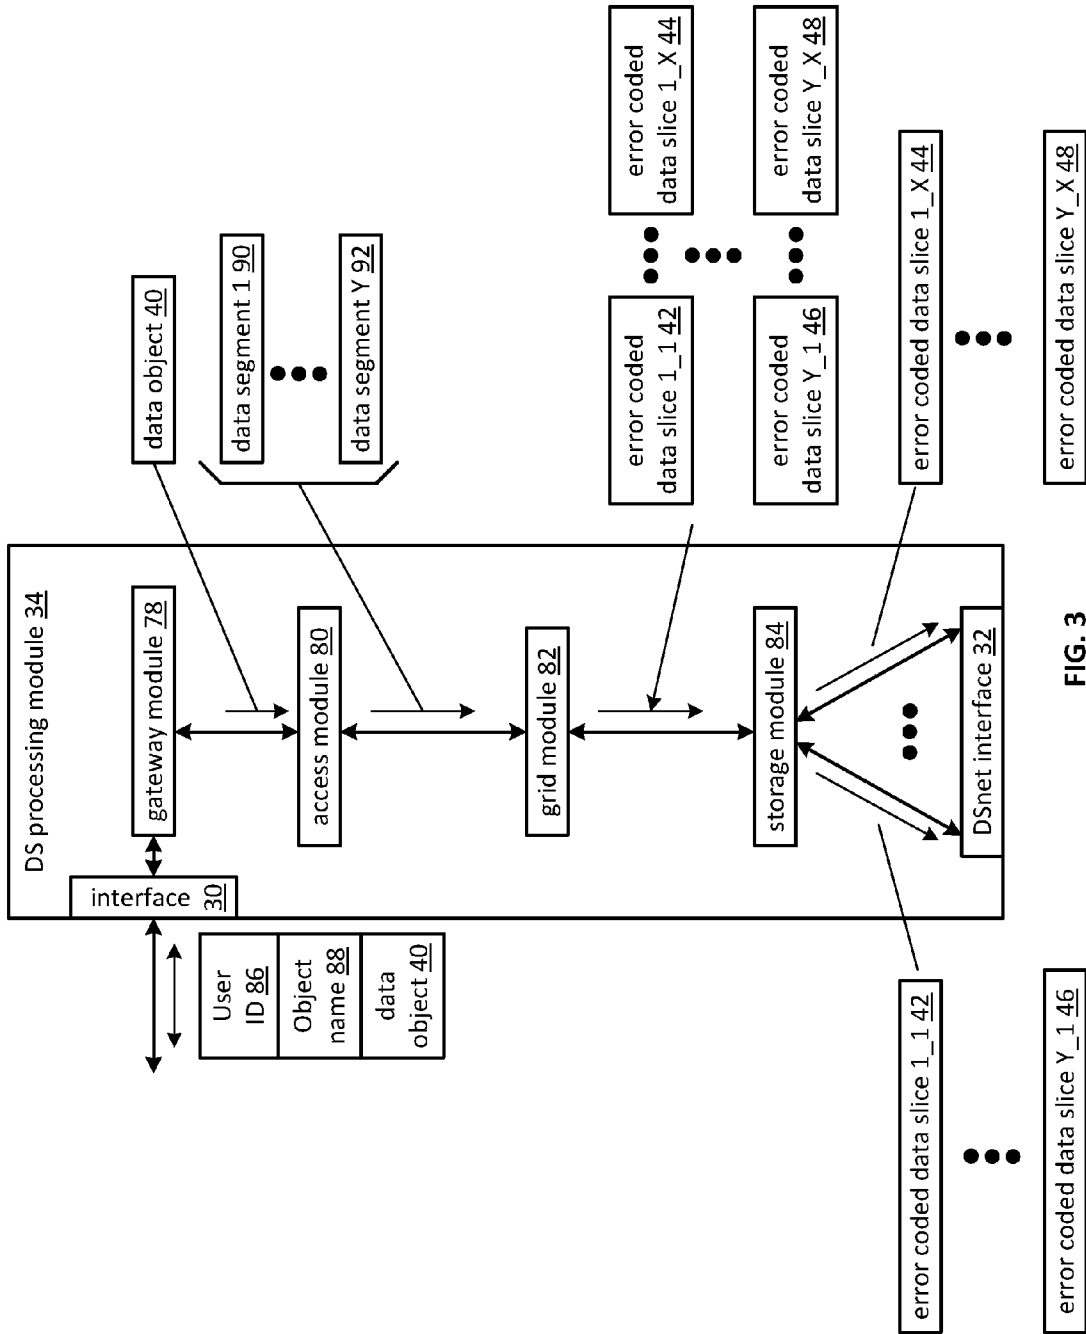 DS processing module 34
interface
30
gateway module 78
access module 80
grid module 82
storage module 84
DSnet interface 32
User
ID 86
Object
name 88
data
object 40
data object 40
data segment 1 90
data segment Y 92
error coded
data slice 1_1 42
error coded
data slice 1_X 44
error coded
data slice Y_1 46
error coded
data slice Y_X 48
error coded data slice 1_1 42
error coded data slice Y_1 46
error coded data slice 1_X 44
error coded data slice Y_X 48
FIG. 3